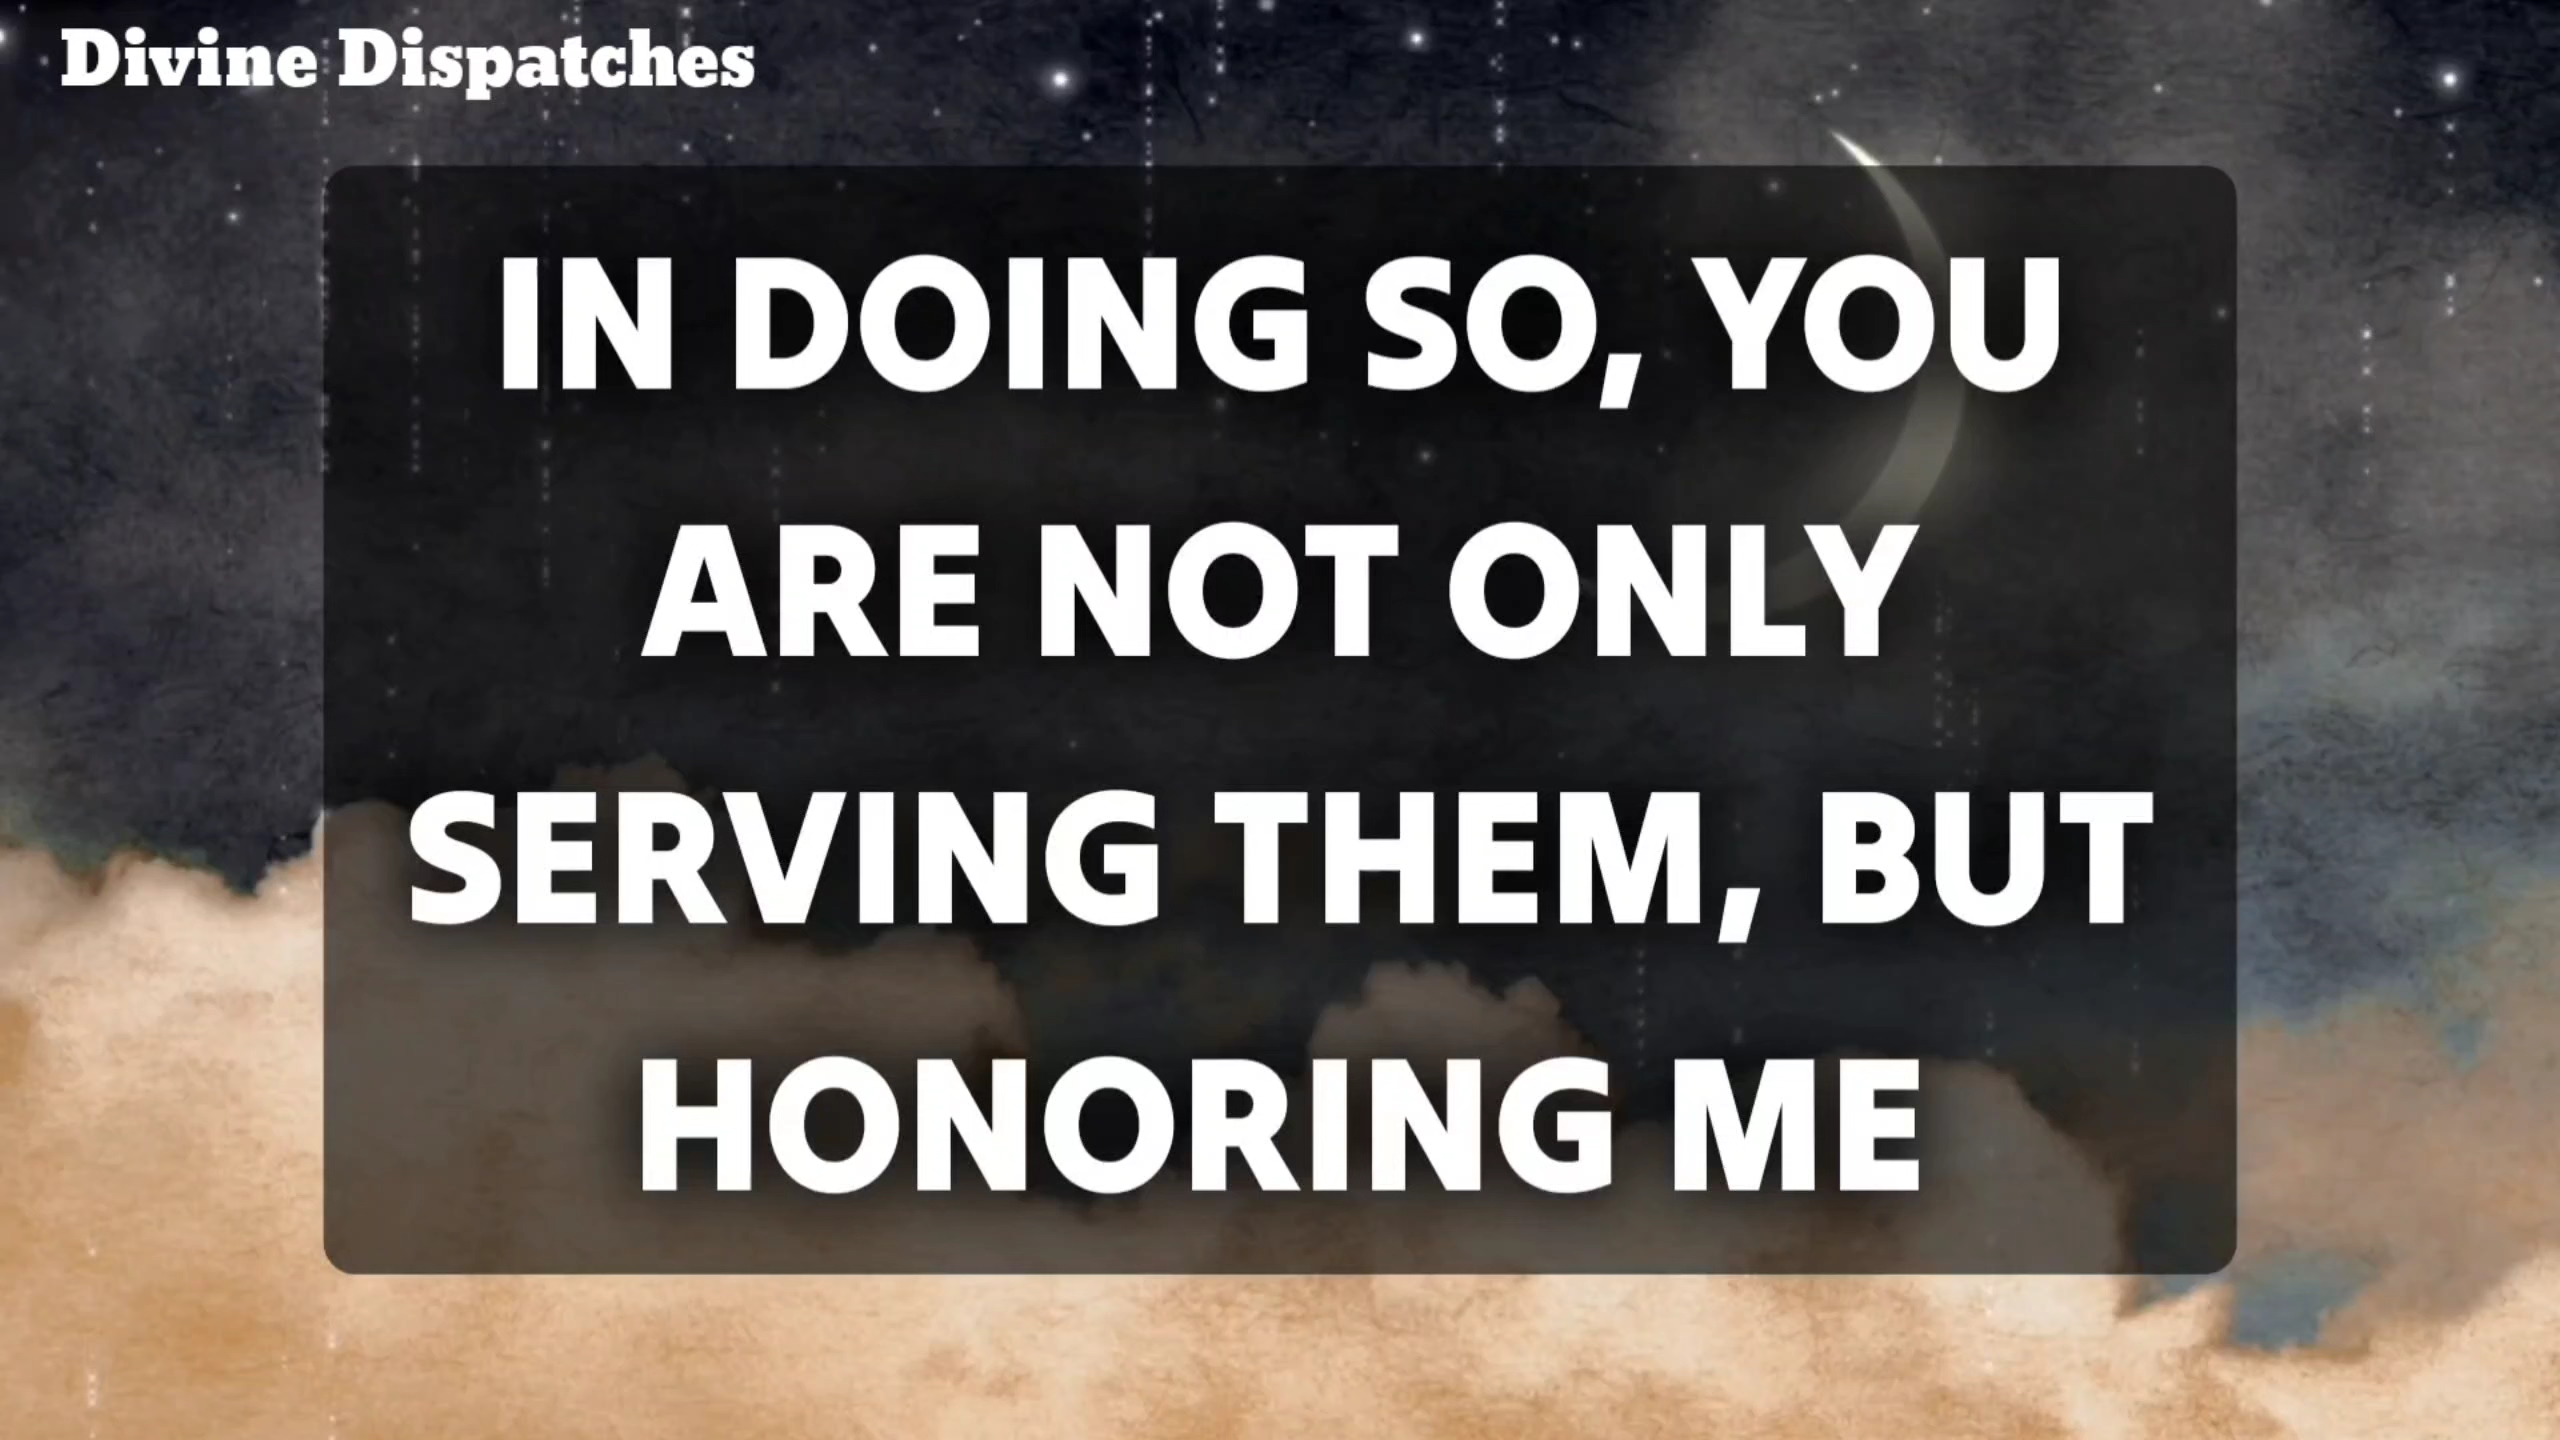 Divine Dispatches
IN DOING SO, YOU
ARE NOT ONLY
SERVING THEM, BUT
HONORING ME